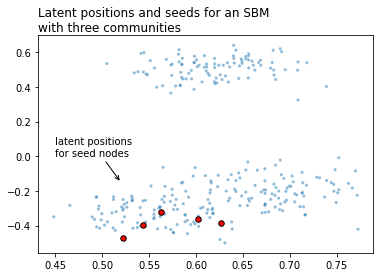 Latent positions and seeds for an SBM
with three communities
0.6
0.4
0.2
0.0
−0.2
−0.4
latent positions
for seed nodes
0.45 0.50 0.55 0.60 0.65 0.70 0.75